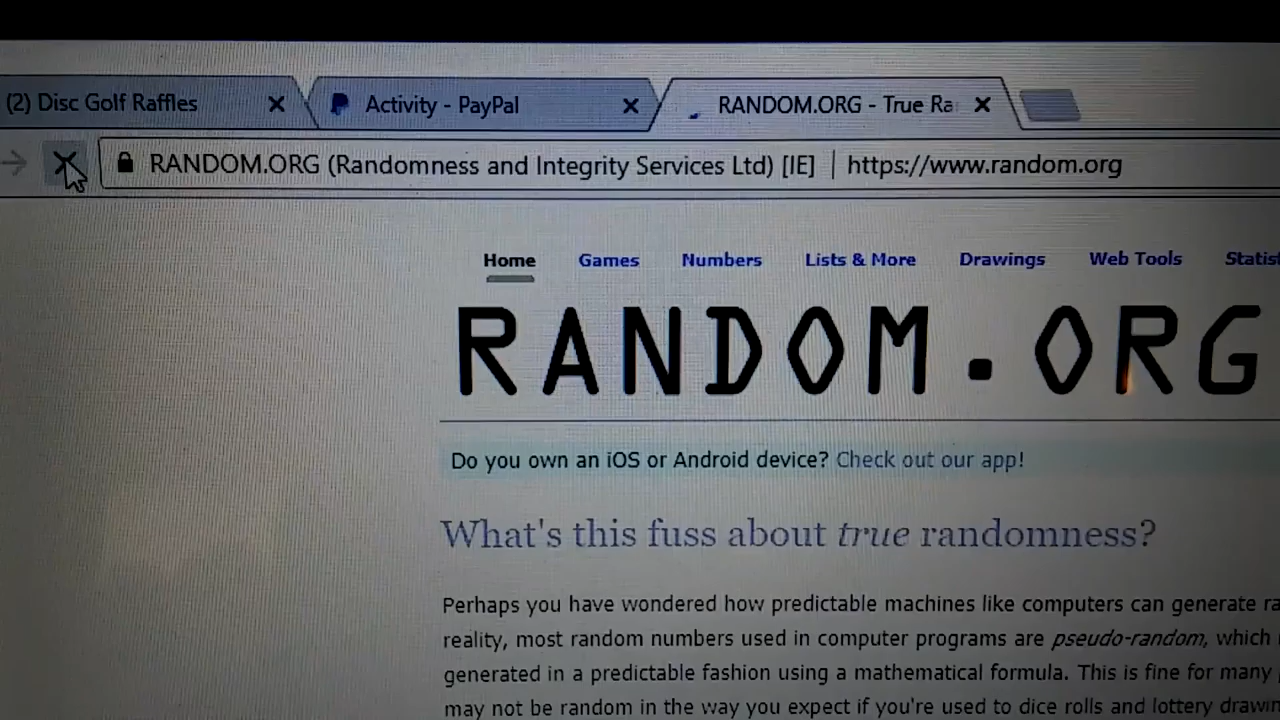 (2) Disc Golf Raffles
Activity - PayPal
RANDOM.ORG - True Ra
RANDOM.ORG (Randomness and Integrity Services Ltd) [IE] | https://www.random.org
Home Games Numbers Lists & More Drawings Web Tools Statis
RANDOM.ORG
Do you own an iOS or Android device? Check out our app!
What's this fuss about true randomness?
Perhaps you have wondered how predictable machines like computers can generate ra
reality, most random numbers used in computer programs are pseudo-random, which
generated in a predictable fashion using a mathematical formula. This is fine for many
may not be random in the way you expect if you're used to dice rolls and lottery drawin